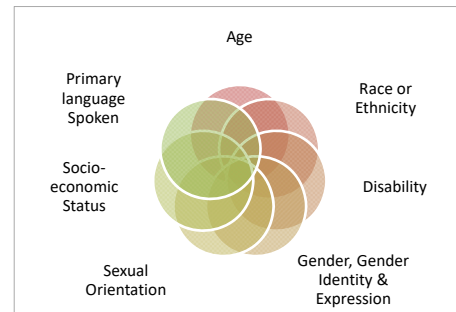 Age
Race or
Ethnicity
Disability
Gender, Gender
Identity &
Expression
Sexual
Orientation
Socio-
economic
Status
Primary
language
Spoken